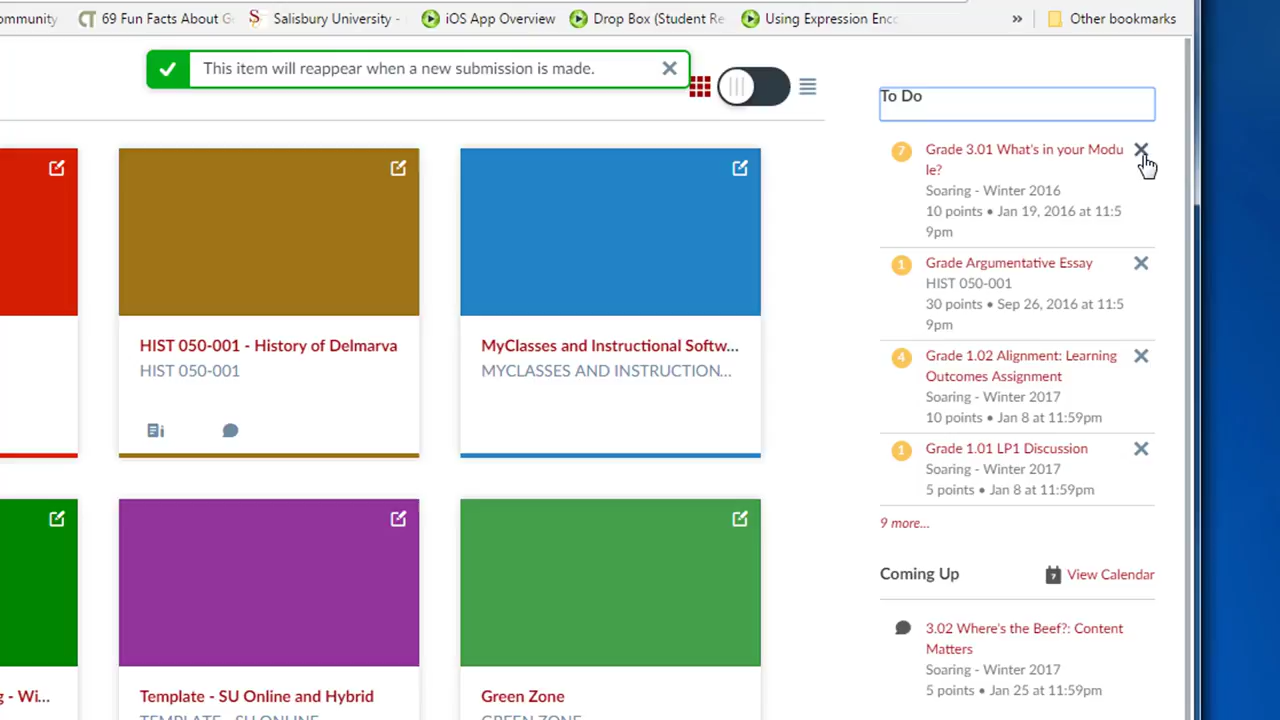 ommunity
69 Fun Facts About G
Salisbury University -
iOS App Overview
Drop Box (Student Re
Using Expression Enc
»
Other bookmarks
This item will reappear when a new submission is made.
To Do
7
Grade 3.01 What's in your Modu
le?
Soaring - Winter 2016
10 points • Jan 19, 2016 at 11:5
9pm
1
Grade Argumentative Essay
HIST 050-001
30 points • Sep 26, 2016 at 11:5
9pm
4
Grade 1.02 Alignment: Learning
Outcomes Assignment
Soaring - Winter 2017
10 points • Jan 8 at 11:59pm
1
Grade 1.01 LP1 Discussion
Soaring - Winter 2017
5 points • Jan 8 at 11:59pm
9 more...
Coming Up
7
View Calendar
3.02 Where's the Beef?: Content
Matters
Soaring - Winter 2017
5 points • Jan 25 at 11:59pm
HIST 050-001 - History of Delmarva
HIST 050-001
MyClasses and Instructional Softw...
MYCLASSES AND INSTRUCTION...
g - Wi...
Template - SU Online and Hybrid
TEMPLATE - SU ONLINE
Green Zone
GREEN ZONE